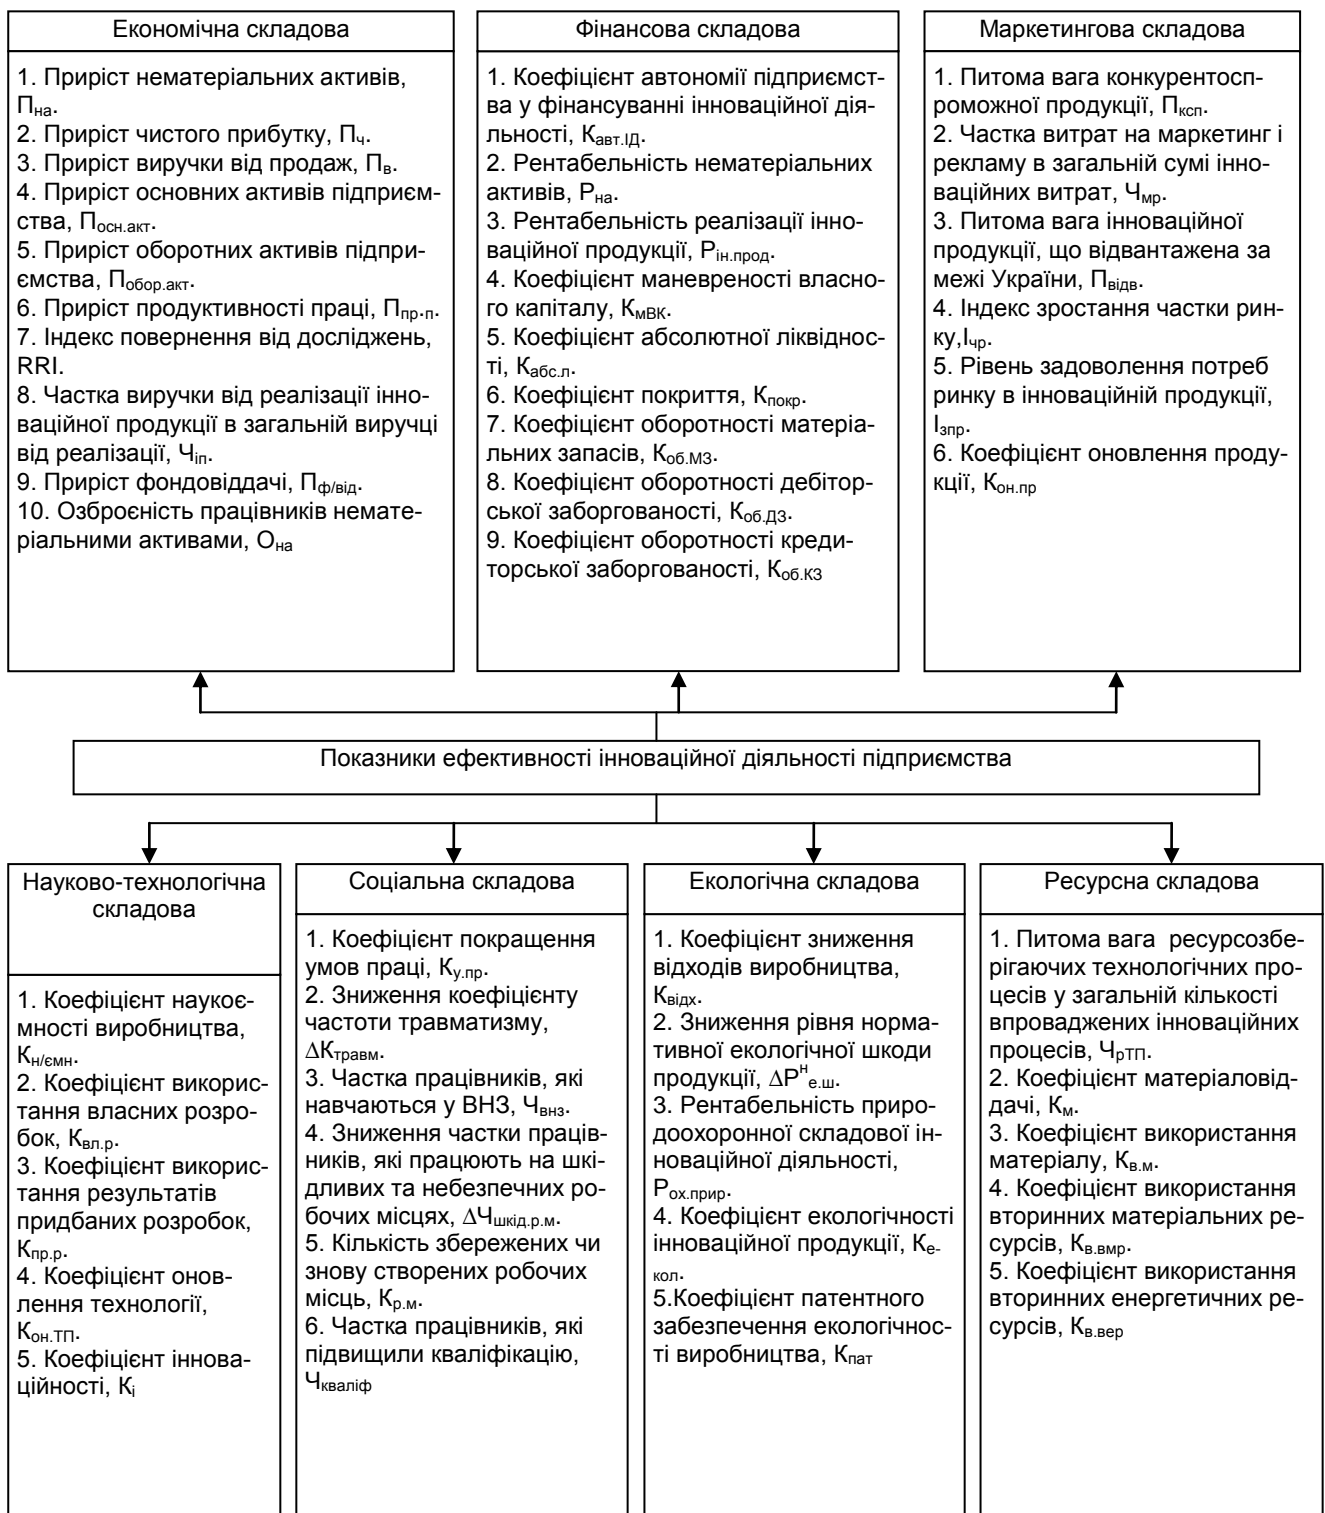 Економічна складова
1. Приріст нематеріальних активів,
Пна.
2. Приріст чистого прибутку, Пч.
3. Приріст виручки від продаж, Пв.
4. Приріст основних активів підприєм-
ства, Посн.акт.
5. Приріст оборотних активів підпри-
ємства, Побор.акт.
6. Приріст продуктивності праці, Ппр.п.
7. Індекс повернення від досліджень,
RRI.
8. Частка виручки від реалізації інно-
ваційної продукції в загальній виручці
від реалізації, Чіп.
9. Приріст фондовіддачі, Пф/від.
10. Озброєність працівників немате-
ріальними активами, Она
Фінансова складова
1. Коефіцієнт автономії підприємст-
ва у фінансуванні інноваційної дія-
льності, Кавт.ІД.
2. Рентабельність нематеріальних
активів, Рна.
3. Рентабельність реалізації інно-
ваційної продукції, Рін.прод.
4. Коефіцієнт маневреності власно-
го капіталу, КмВК.
5. Коефіцієнт абсолютної ліквіднос-
ті, Кабс.л.
6. Коефіцієнт покриття, Кпокр.
7. Коефіцієнт оборотності матеріа-
льних запасів, Коб.МЗ.
8. Коефіцієнт оборотності дебітор-
ської заборгованості, Коб.ДЗ.
9. Коефіцієнт оборотності креди-
торської заборгованості, Коб.КЗ
Маркетингова складова
1. Питома вага конкурентосп-
роможної продукції, Пксп.
2. Частка витрат на маркетинг і
рекламу в загальній сумі інно-
ваційних витрат, Чмр.
3. Питома вага інноваційної
продукції, що відвантажена за
межі України, Пвідв.
4. Індекс зростання частки рин-
ку,Ічр.
5. Рівень задоволення потреб
ринку в інноваційній продукції,
Ізпр.
6. Коефіцієнт оновлення проду-
кції, Кон.пр
Показники ефективності інноваційної діяльності підприємства
Науково-технологічна
складова
1. Коефіцієнт наукоє-
мності виробництва,
Кн/ємн.
2. Коефіцієнт викорис-
тання власних розро-
бок, Квл.р.
3. Коефіцієнт викорис-
тання результатів
придбаних розробок,
Кпр.р.
4. Коефіцієнт онов-
лення технології,
Кон.ТП.
5. Коефіцієнт іннова-
ційності, Кі
Соціальна складова
1. Коефіцієнт покращення
умов праці, Ку.пр.
2. Зниження коефіцієнту
частоти травматизму,
∆Ктравм.
3. Частка працівників, які
навчаються у ВНЗ, Чвнз.
4. Зниження частки праців-
ників, які працюють на шкі-
дливих та небезпечних ро-
бочих місцях, ∆Чшкід.р.м.
5. Кількість збережених чи
знову створених робочих
місць, Кр.м.
6. Частка працівників, які
підвищили кваліфікацію,
Чкваліф
Екологічна складова
1. Коефіцієнт зниження
відходів виробництва,
Квідх.
2. Зниження рівня норма-
тивної екологічної шкоди
продукції, ∆Рне.ш.
3. Рентабельність приро-
доохоронної складової ін-
новаційної діяльності,
Рох.прир.
4. Коефіцієнт екологічності
інноваційної продукції, Ке-
кол.
5.Коефіцієнт патентного
забезпечення екологічнос-
ті виробництва, Кпат
Ресурсна складова
1. Питома вага ресурсозбе-
рігаючих технологічних про-
цесів у загальній кількості
впроваджених інноваційних
процесів, ЧрТП.
2. Коефіцієнт матеріаловід-
дачі, Км.
3. Коефіцієнт використання
матеріалу, Кв.м.
4. Коефіцієнт використання
вторинних матеріальних ре-
сурсів, Кв.вмр.
5. Коефіцієнт використання
вторинних енергетичних ре-
сурсів, Кв.вер